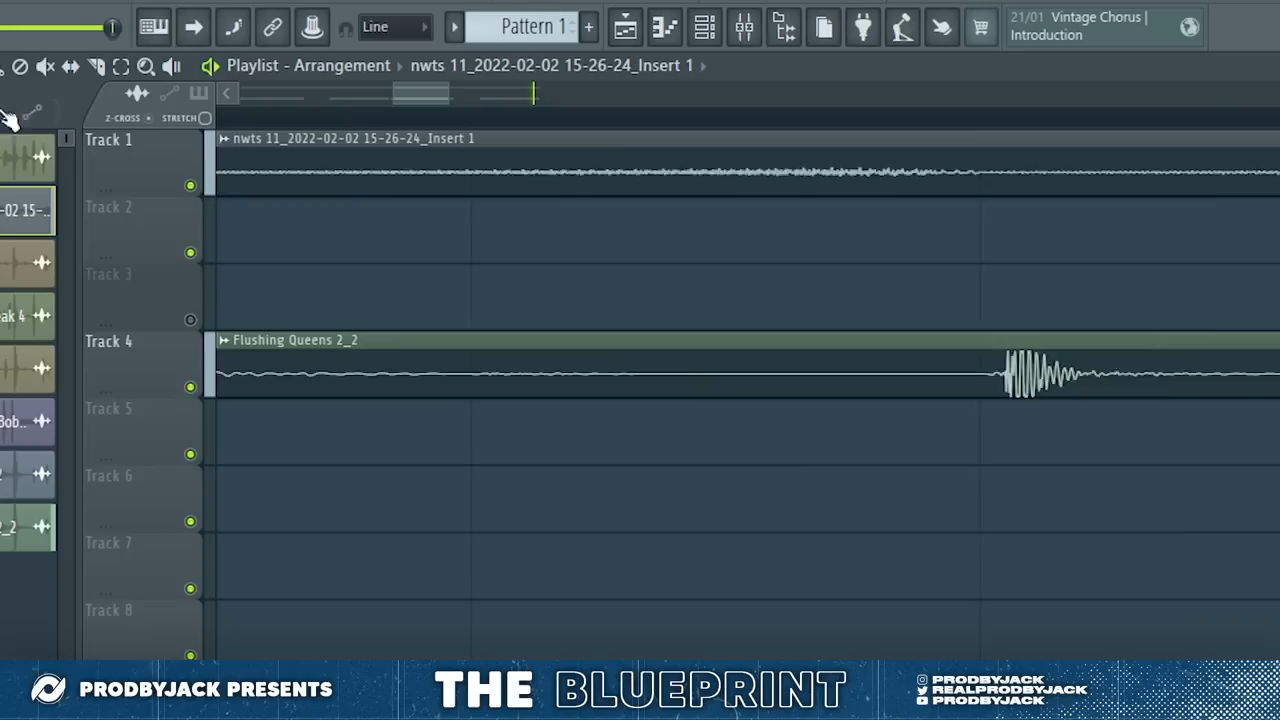 Line
Pattern 1
21/01 Vintage Chorus |
Introduction
Playlist - Arrangement
nwts 11_2022-02-02 15-26-24_Insert 1
Z-CROSS
STRETCH
Track 1
nwts 11_2022-02-02 15-26-24_Insert 1
-02 15-..
Track 2
Track 3
eak 4
Track 4
Flushing Queens 2_2
Track 5
Bob..
Track 6
2_2
Track 7
Track 8
PRODBYJACK PRESENTS
THE BLUEPRINT
PRODBYJACK
REALPRODBYJACK
PRODBYJACK